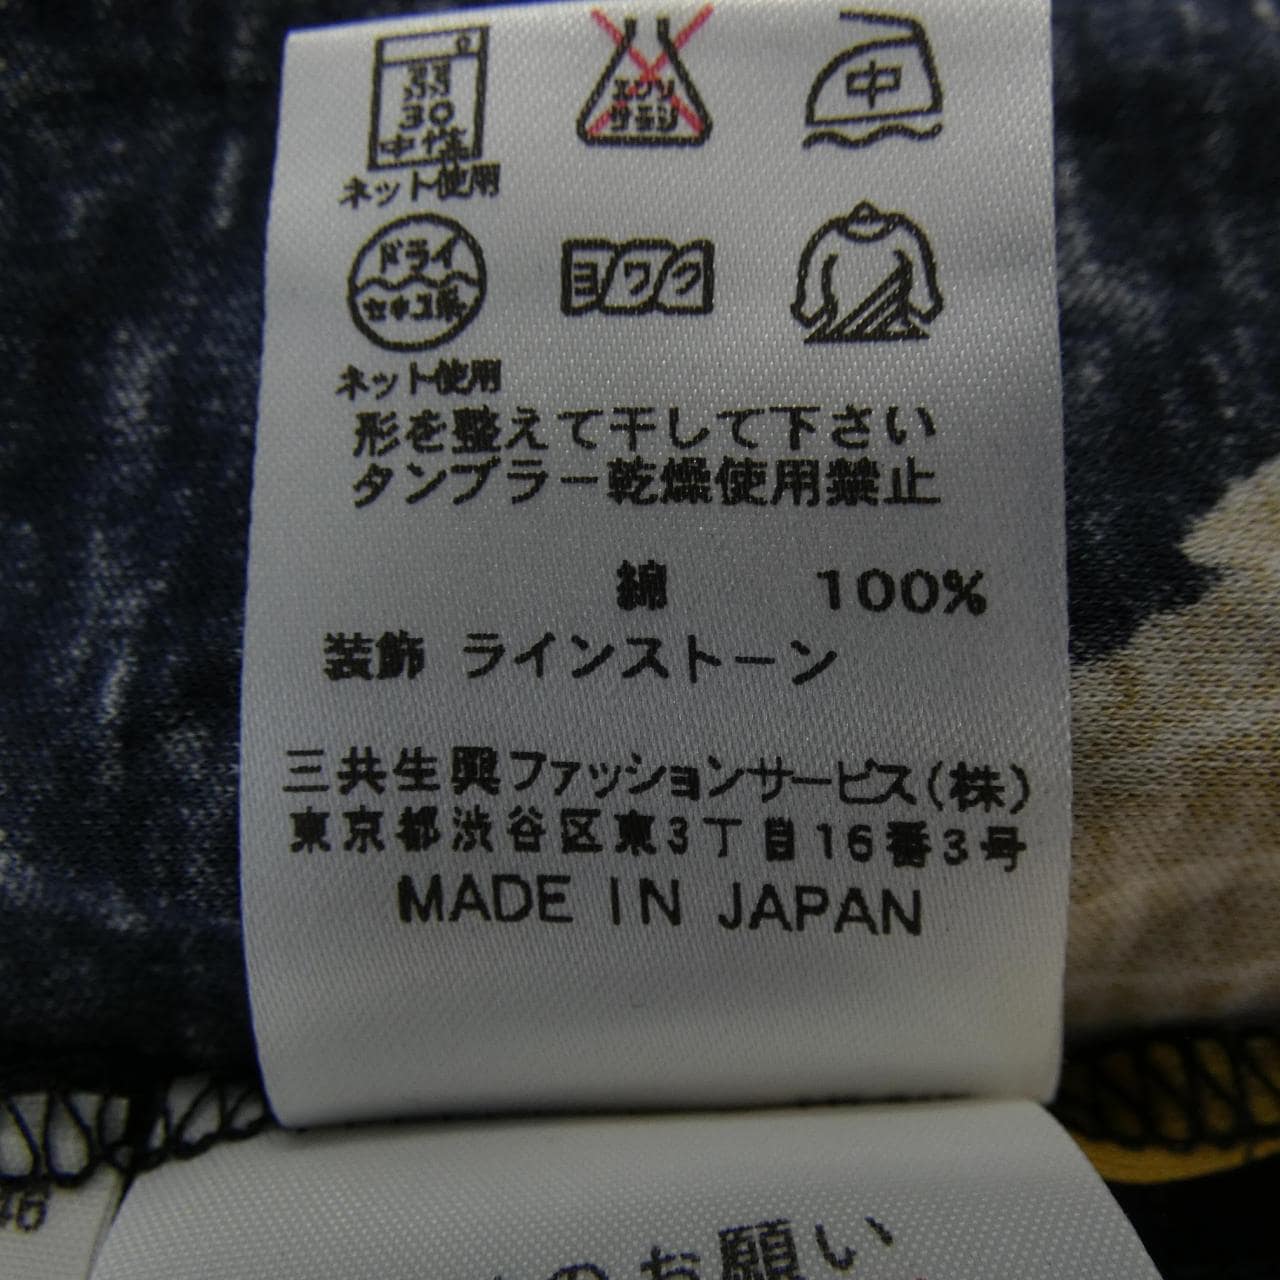 弱
30
中性
ネット使用
エンソ
サラシ
中
ドライ
セキユ系
ネット使用
ヨワク
形を整えて干して下さい
タンブラー乾燥使用禁止
綿 100%
装飾 ラインストーン
三共生興ファッションサービス(株)
東京都渋谷区東3丁目16番3号
MADE IN JAPAN
46
のお願い